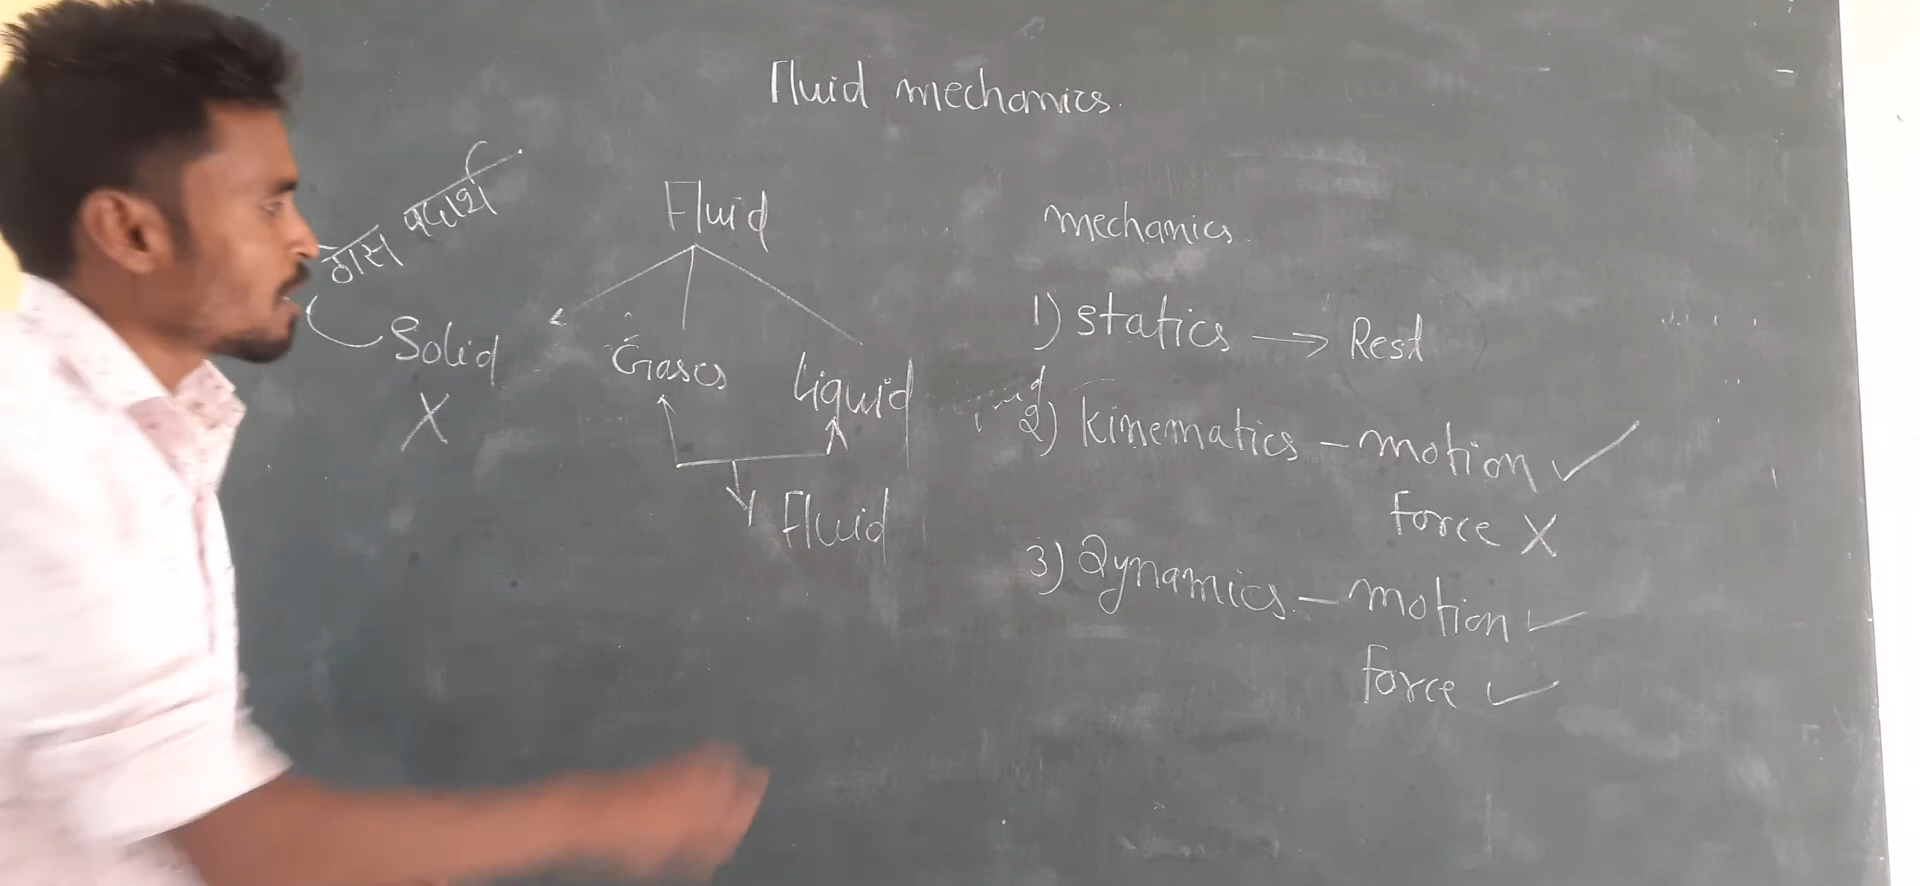 Fluid mechanics.
ठोस पदार्थ
Fluid
Solid
X
Gases
Liquid
Fluid
mechanics
1) statics → Rest
2) kinematics - motion ✓
force X
3) Dynamics - motion ✓
force ✓